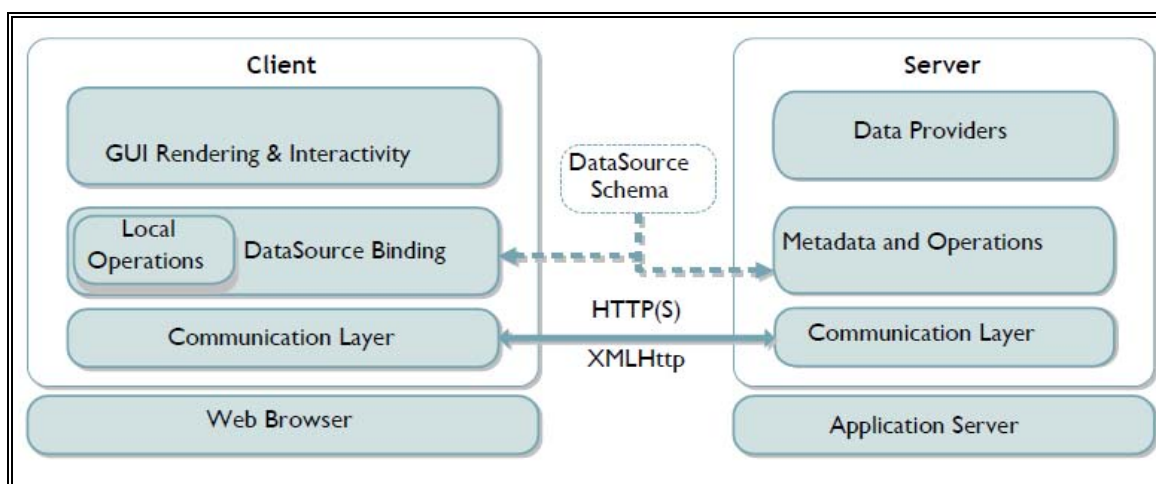 Client
GUI Rendering & Interactivity
Local
Operations
DataSource Binding
Communication Layer
Web Browser
DataSource
Schema
HTTP(S)
XMLHttp
Server
Data Providers
Metadata and Operations
Communication Layer
Application Server